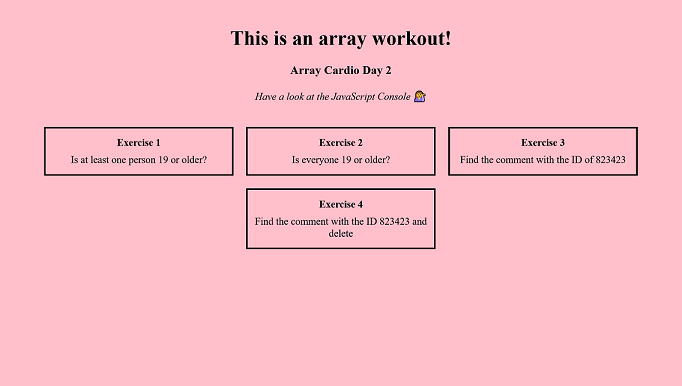 This is an array workout!
Array Cardio Day 2
Have a look at the JavaScript Console 💁‍♀️
Exercise 1
Is at least one person 19 or older?
Exercise 2
Is everyone 19 or older?
Exercise 3
Find the comment with the ID of 823423
Exercise 4
Find the comment with the ID 823423 and
delete